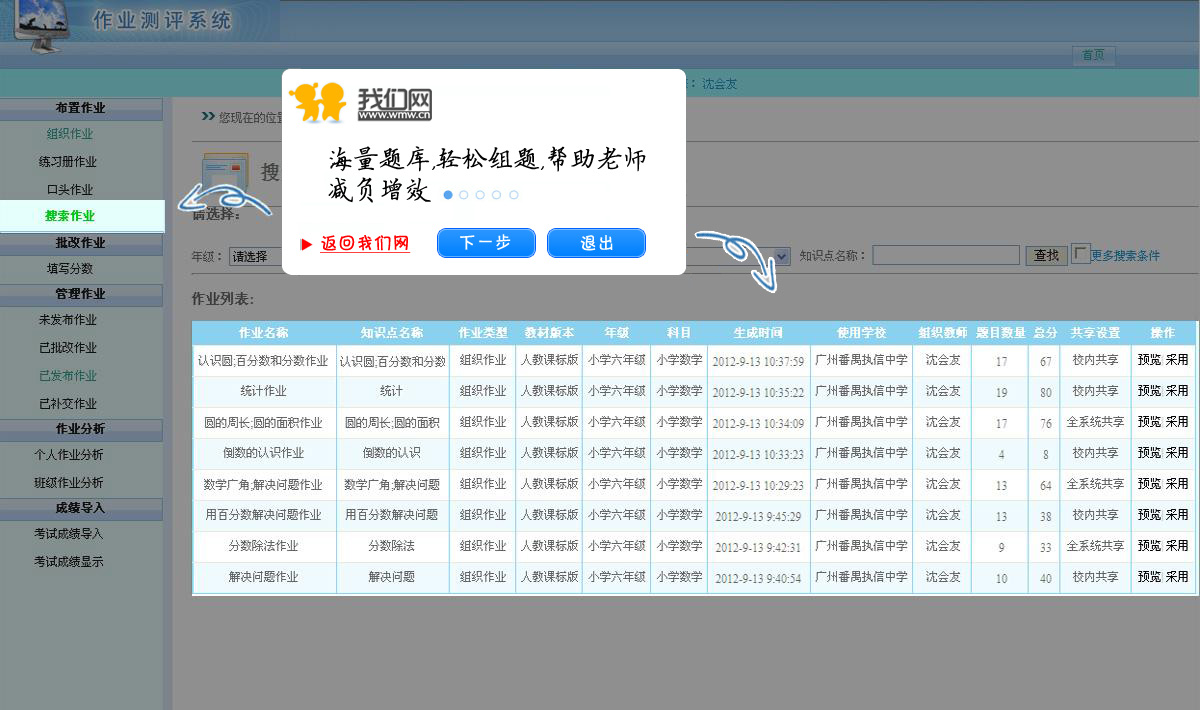 作业测评系统
首页
：沈会友
布置作业
组织作业
练习册作业
口头作业
搜索作业
批改作业
填写分数
管理作业
未发布作业
已批改作业
已发布作业
已补交作业
作业分析
个人作业分析
班级作业分析
成绩导入
考试成绩导入
考试成绩显示
您现在的位置
搜
我们网
www.wmw.cn
海量题库,轻松组题,帮助老师
减负增效
返回我们网
下一步
退出
请选择:
年级： 请选择 知识点名称： 查找 更多搜索条件
作业列表:
作业名称 知识点名称 作业类型 教材版本 年级 科目 生成时间 使用学校 组织教师 题目数量 总分 共享设置 操作
认识圆;百分数和分数作业 认识圆;百分数和分数 组织作业 人教课标版 小学六年级 小学数学 2012-9-13 10:37:59 广州番禺执信中学 沈会友 17 67 校内共享 预览 采用
统计作业 统计 组织作业 人教课标版 小学六年级 小学数学 2012-9-13 10:35:22 广州番禺执信中学 沈会友 19 80 校内共享 预览 采用
圆的周长;圆的面积作业 圆的周长;圆的面积 组织作业 人教课标版 小学六年级 小学数学 2012-9-13 10:34:09 广州番禺执信中学 沈会友 17 76 全系统共享 预览 采用
倒数的认识作业 倒数的认识 组织作业 人教课标版 小学六年级 小学数学 2012-9-13 10:33:23 广州番禺执信中学 沈会友 4 8 校内共享 预览 采用
数学广角;解决问题作业 数学广角;解决问题 组织作业 人教课标版 小学六年级 小学数学 2012-9-13 10:29:23 广州番禺执信中学 沈会友 13 64 全系统共享 预览 采用
用百分数解决问题作业 用百分数解决问题 组织作业 人教课标版 小学六年级 小学数学 2012-9-13 9:45:29 广州番禺执信中学 沈会友 13 38 校内共享 预览 采用
分数除法作业 分数除法 组织作业 人教课标版 小学六年级 小学数学 2012-9-13 9:42:31 广州番禺执信中学 沈会友 9 33 全系统共享 预览 采用
解决问题作业 解决问题 组织作业 人教课标版 小学六年级 小学数学 2012-9-13 9:40:54 广州番禺执信中学 沈会友 10 40 校内共享 预览 采用